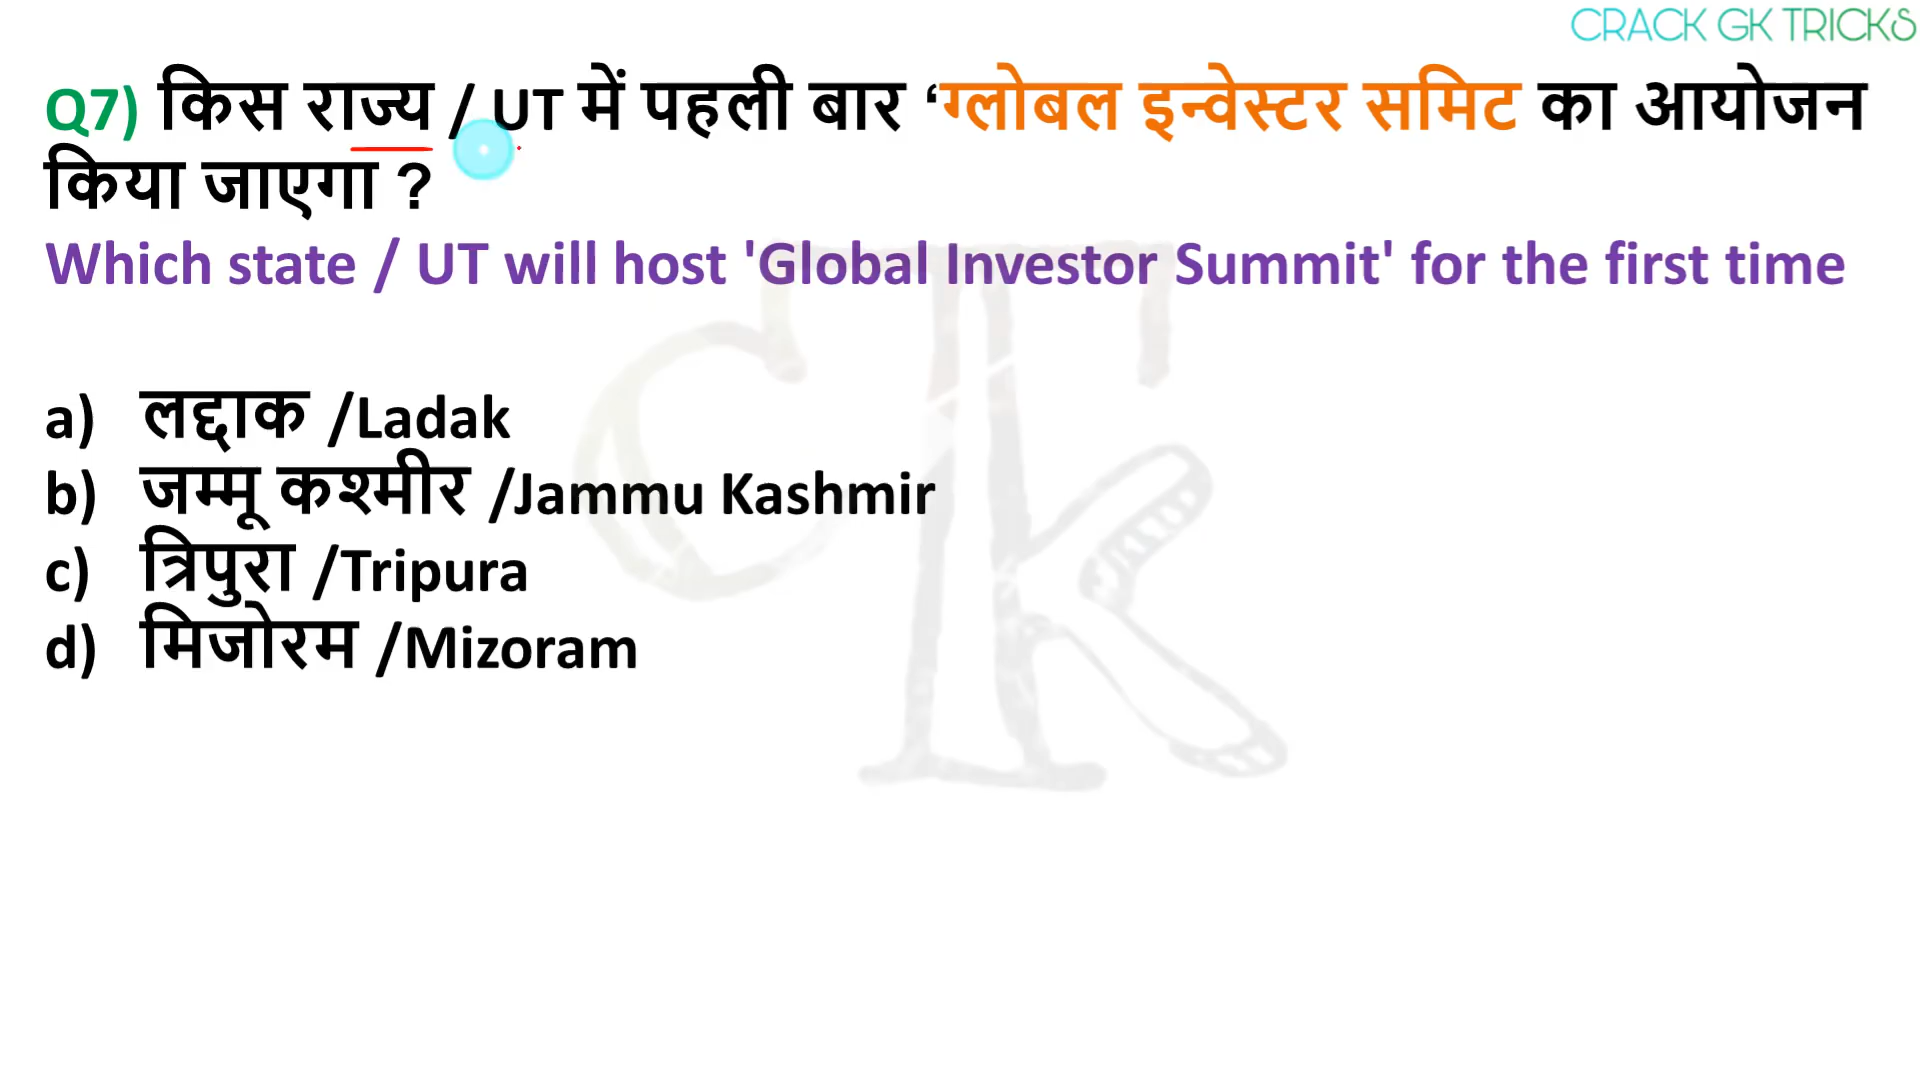 CRACK GK TRICKS
Q7) किस राज्य / UT में पहली बार ‘ग्लोबल इन्वेस्टर समिट का आयोजन
किया जाएगा ?
Which state / UT will host 'Global Investor Summit' for the first time
a) लद्दाक /Ladak
b) जम्मू कश्मीर /Jammu Kashmir
c) त्रिपुरा /Tripura
d) मिजोरम /Mizoram
CTK